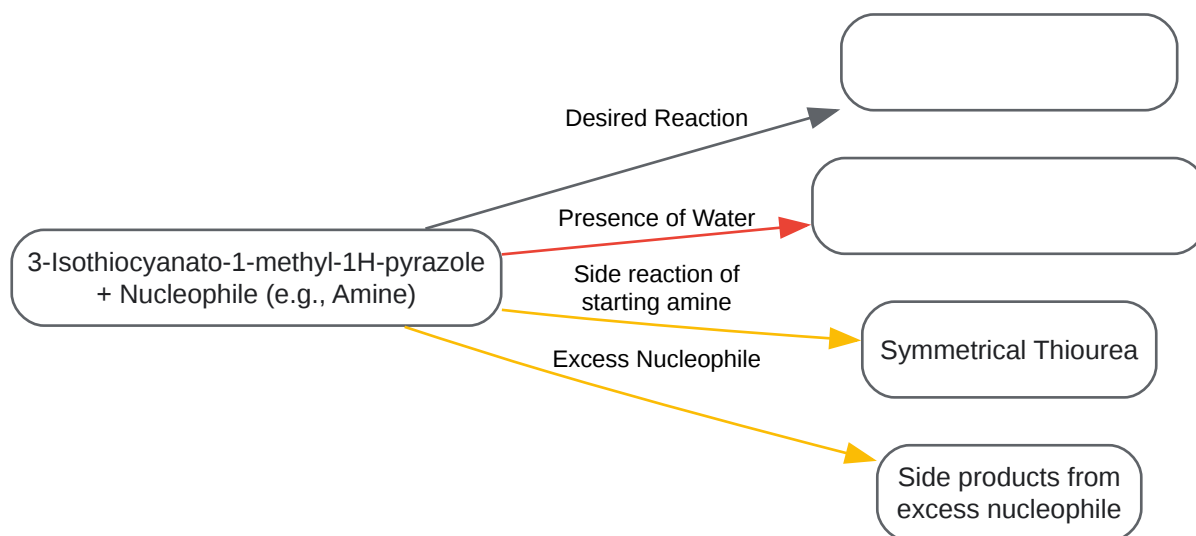 Desired Reaction
Presence of Water
3-Isothiocyanato-1-methyl-1H-pyrazole
+ Nucleophile (e.g., Amine)
Side reaction of
starting amine
Symmetrical Thiourea
Excess Nucleophile
Side products from
excess nucleophile